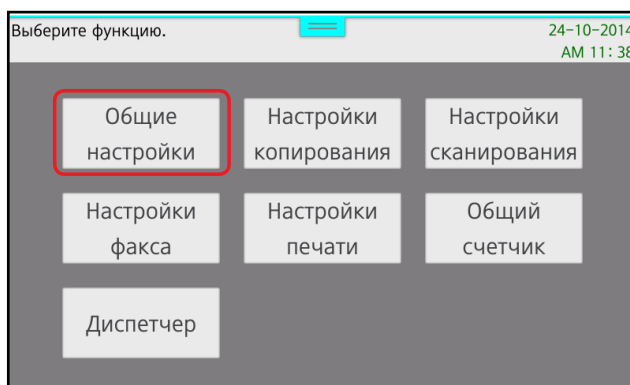 Выберите функцию.
24-10-2014
AM 11:38
Общие
настройки
Настройки
копирования
Настройки
сканирования
Настройки
факса
Настройки
печати
Общий
счетчик
Диспетчер